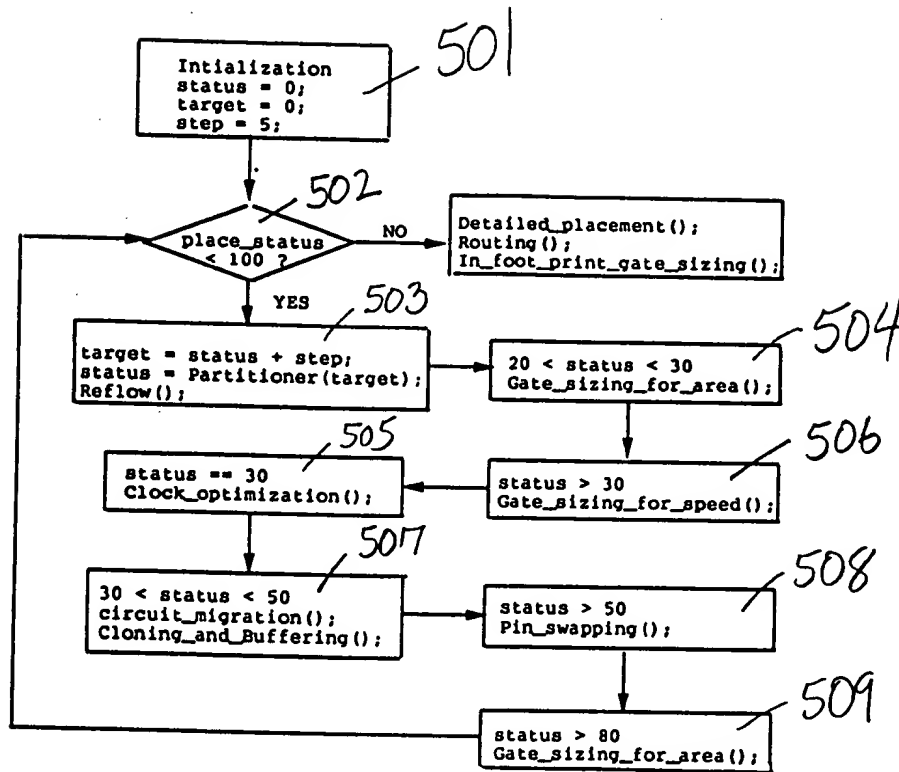 Intialization
status = 0;
target = 0;
step = 5;
501
502
place_status
< 100 ?
NO
YES
Detailed_placement();
Routing();
In_foot_print_gate_sizing();
503
target = status + step;
status = Partitioner(target);
Reflow();
504
20 < status < 30
Gate_sizing_for_area();
505
status == 30
Clock_optimization();
506
status > 30
Gate_sizing_for_speed();
507
30 < status < 50
circuit_migration();
Cloning_and_Buffering();
508
status > 50
Pin_swapping();
509
status > 80
Gate_sizing_for_area();